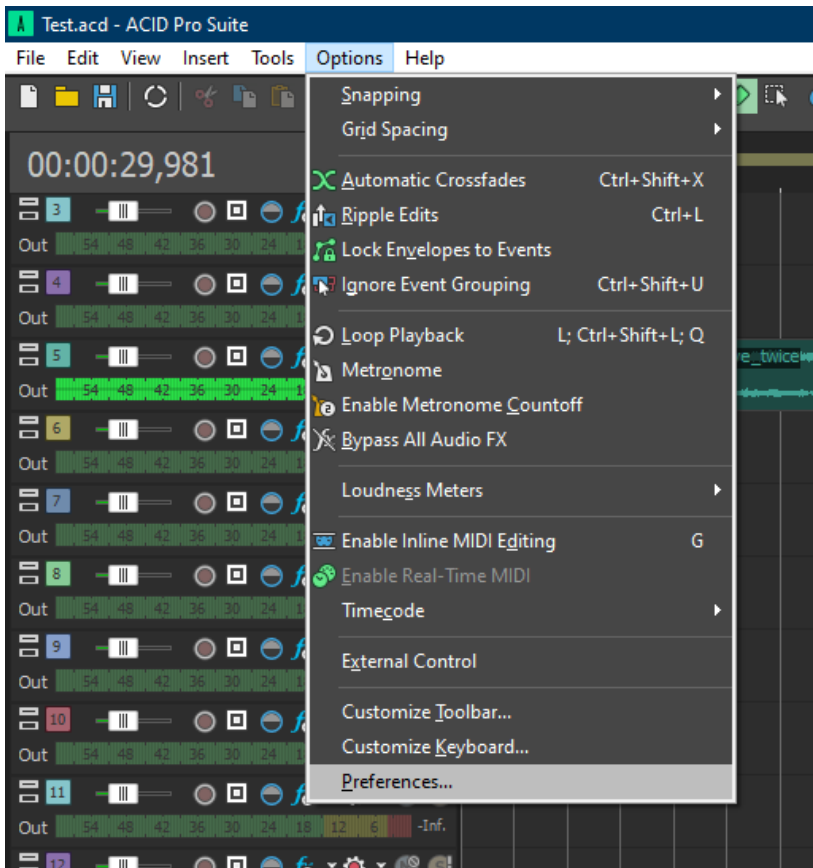 Test.acd - ACID Pro Suite
File Edit View Insert Tools Options Help
00:00:29,981
Snapping
Grid Spacing
Automatic Crossfades Ctrl+Shift+X
Ripple Edits Ctrl+L
Lock Envelopes to Events
Ignore Event Grouping Ctrl+Shift+U
Loop Playback L; Ctrl+Shift+L; Q
Metronome
Enable Metronome Countoff
Bypass All Audio FX
Loudness Meters
Enable Inline MIDI Editing G
Enable Real-Time MIDI
Timecode
External Control
Customize Toolbar...
Customize Keyboard...
Preferences...
3
Out 54 48 42 36 30 24
4
Out 54 48 42 36 30 24
5
Out 54 48 42 36 30 24
6
Out 54 48 42 36 30 24
7
Out 54 48 42 36 30 24
8
Out 54 48 42 36 30 24
9
Out 54 48 42 36 30 24
10
Out 54 48 42 36 30 24
11
Out 54 48 42 36 30 24 18 12 6 -Inf.
12